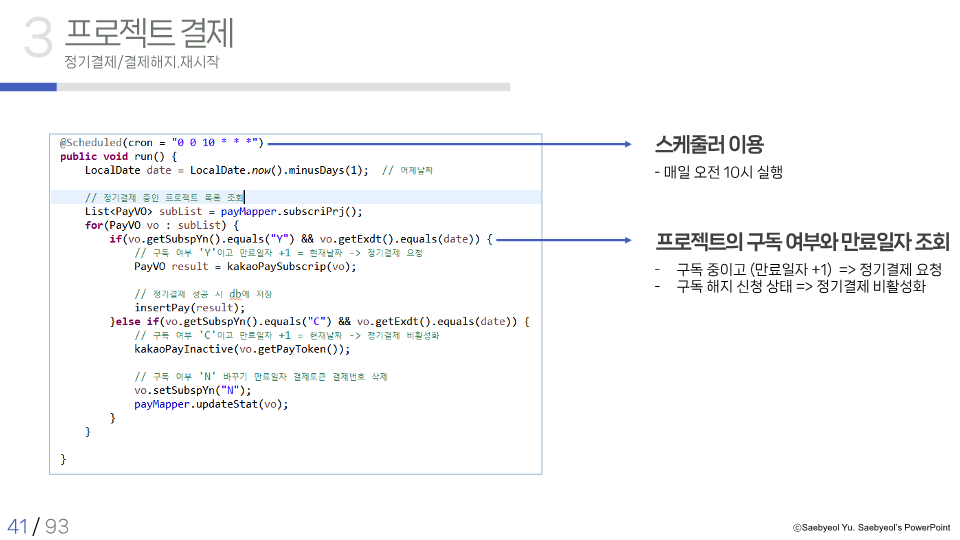 3 프로젝트 결제
정기결제/결제해지.재시작
@Scheduled(cron = "0 0 10 * * *")
public void run() {
LocalDate date = LocalDate.now().minusDays(1); // 어제날짜
// 정기결제 중인 프로젝트 목록 조회
List<PayVO> subList = payMapper.subscriPrj();
for(PayVO vo : subList) {
if(vo.getSubspYn().equals("Y") && vo.getExdt().equals(date)) {
// 구독 여부 'Y'이고 만료일자 +1 = 현재날짜 -> 정기결제 요청
PayVO result = kakaoPaySubscrip(vo);
// 정기결제 성공 시 db에 저장
insertPay(result);
}else if(vo.getSubspYn().equals("C") && vo.getExdt().equals(date)) {
// 구독 여부 'C'이고 만료일자 +1 = 현재날짜 -> 정기결제 비활성화
kakaoPayInactive(vo.getPayToken());
// 구독 여부 'N' 바꾸기 만료일자 결제토큰 결제번호 삭제
vo.setSubspYn("N");
payMapper.updateStat(vo);
}
}
}
스케줄러 이용
- 매일 오전 10시 실행
프로젝트의 구독 여부와 만료일자 조회
- 구독 중이고 (만료일자 +1) => 정기결제 요청
- 구독 해지 신청 상태 => 정기결제 비활성화
41 / 93
ⓒSaebyeol Yu. Saebyeol's PowerPoint